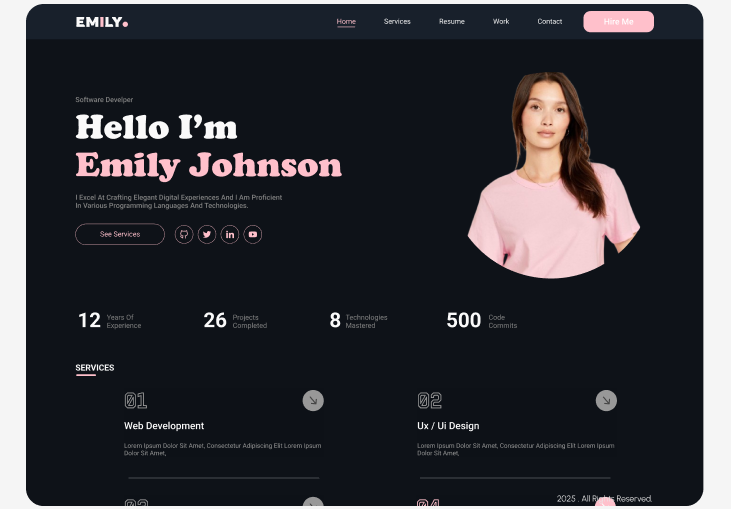 EMILY.
Home Services Resume Work Contact Hire Me
Software Develper
Hello I'm
Emily Johnson
I Excel At Crafting Elegant Digital Experiences And I Am Proficient
In Various Programming Languages And Technologies.
See Services
in
12 Years Of Experience
26 Projects Completed
8 Technologies Mastered
500 Code Commits
SERVICES
01
Web Development
Lorem Ipsum Dolor Sit Amet, Consectetur Adipiscing Elit Lorem Ipsum
Dolor Sit Amet,
02
Ux / Ui Design
Lorem Ipsum Dolor Sit Amet, Consectetur Adipiscing Elit Lorem Ipsum
Dolor Sit Amet,
03
04
2025 . All Rights Reserved.